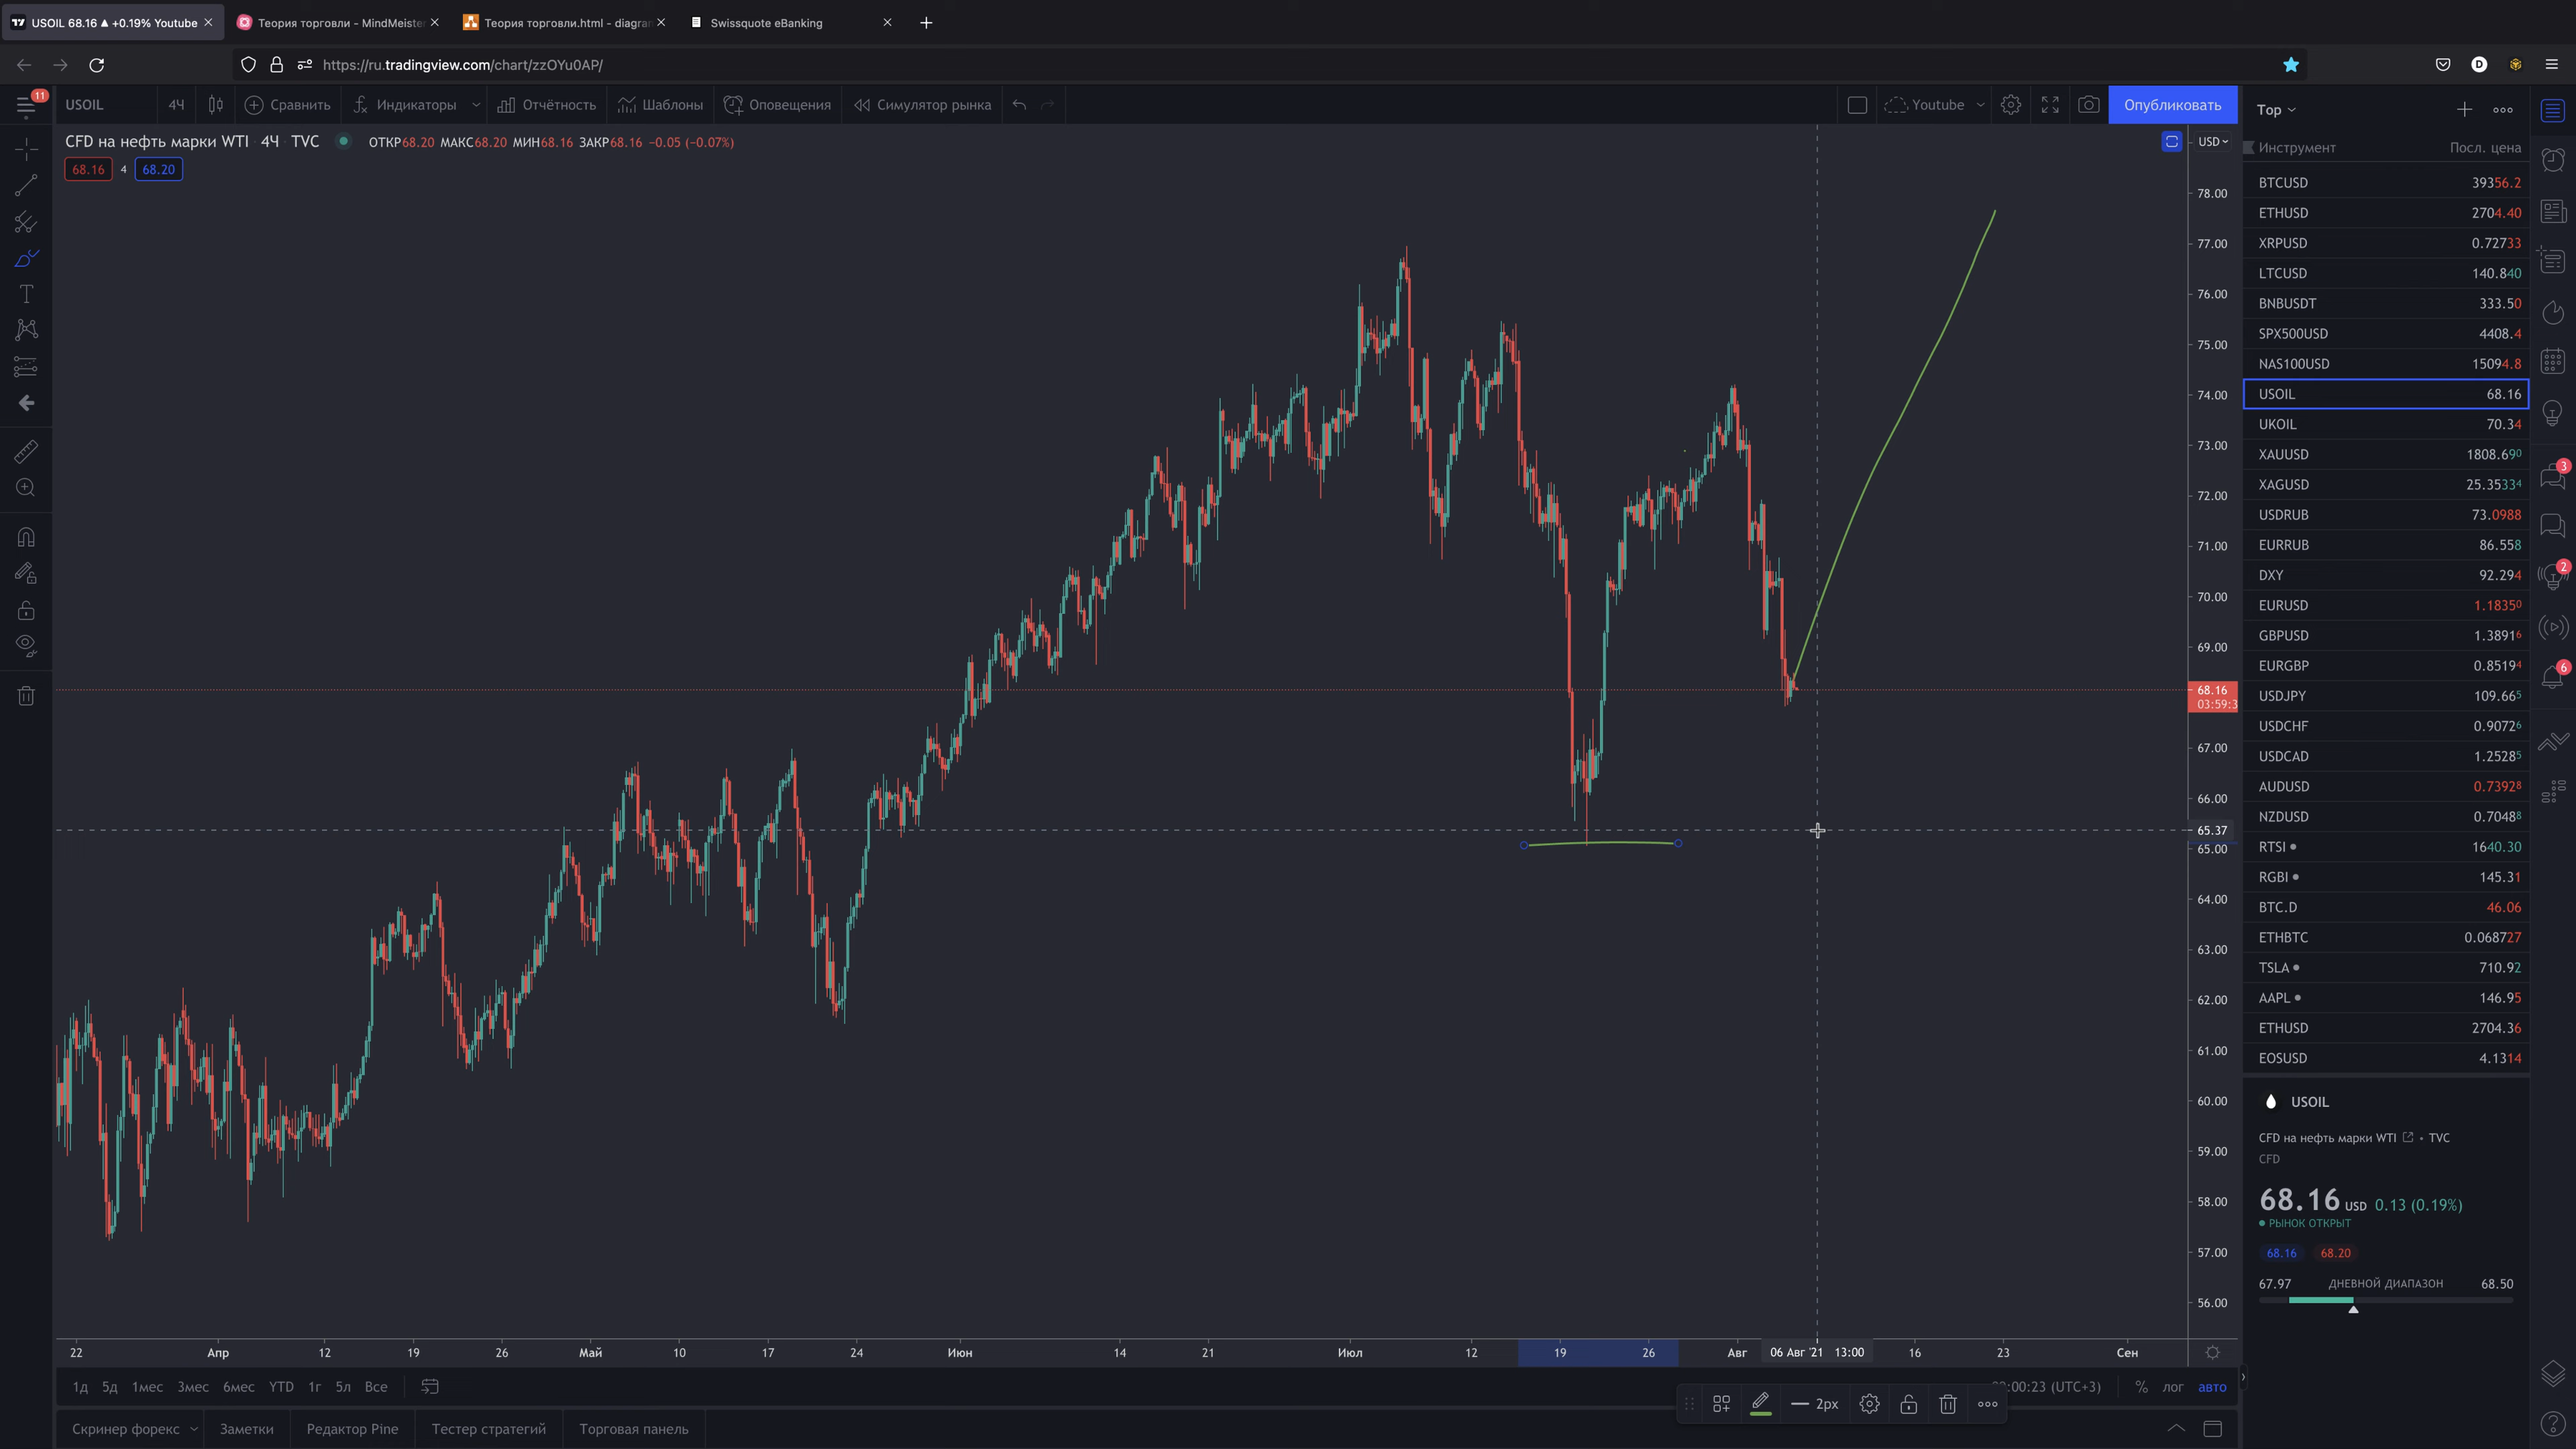 USOIL 68.16 ▲ +0.19% Youtube
Теория торговли - MindMeister
Теория торговли.html - diagram
Swissquote eBanking
https://ru.tradingview.com/chart/zzOYu0AP/
11
USOIL
4Ч
Сравнить
Индикаторы
Отчётность
Шаблоны
Оповещения
Симулятор рынка
Youtube
Опубликовать
CFD на нефть марки WTI 4Ч TVC
ОТКР68.20 МАКС68.20 МИН68.16 ЗАКР68.16 −0.05 (−0.07%)
68.16 4 68.20
USD
78.00
77.00
76.00
75.00
74.00
73.00
72.00
71.00
70.00
69.00
68.16
03:59:3
67.00
66.00
65.37
65.00
64.00
63.00
62.00
61.00
60.00
59.00
58.00
57.00
56.00
22 Апр 12 19 26 Май 10 17 24 Июн 14 21 Июл 12 19 26 Авг 06 Авг '21 13:00 16 23 Сен
1д 5д 1мес 3мес 6мес YTD 1г 5л Все
:00:23 (UTC+3) % лог авто
2px
Скринер форекс Заметки Редактор Pine Тестер стратегий Торговая панель
Top
Инструмент Посл. цена
BTCUSD 39356.2
ETHUSD 2704.40
XRPUSD 0.72733
LTCUSD 140.840
BNBUSDT 333.50
SPX500USD 4408.4
NAS100USD 15094.8
USOIL 68.16
UKOIL 70.34
XAUUSD 1808.690
XAGUSD 25.35334
USDRUB 73.0988
EURRUB 86.558
DXY 92.294
EURUSD 1.18350
GBPUSD 1.38916
EURGBP 0.85194
USDJPY 109.665
USDCHF 0.90726
USDCAD 1.25285
AUDUSD 0.73928
NZDUSD 0.70488
RTSI 1640.30
RGBI 145.31
BTC.D 46.06
ETHBTC 0.068727
TSLA 710.92
AAPL 146.95
ETHUSD 2704.36
EOSUSD 4.1314
USOIL
CFD на нефть марки WTI • TVC
CFD
68.16 USD 0.13 (0.19%)
РЫНОК ОТКРЫТ
68.16 68.20
67.97 ДНЕВНОЙ ДИАПАЗОН 68.50
3
2
6